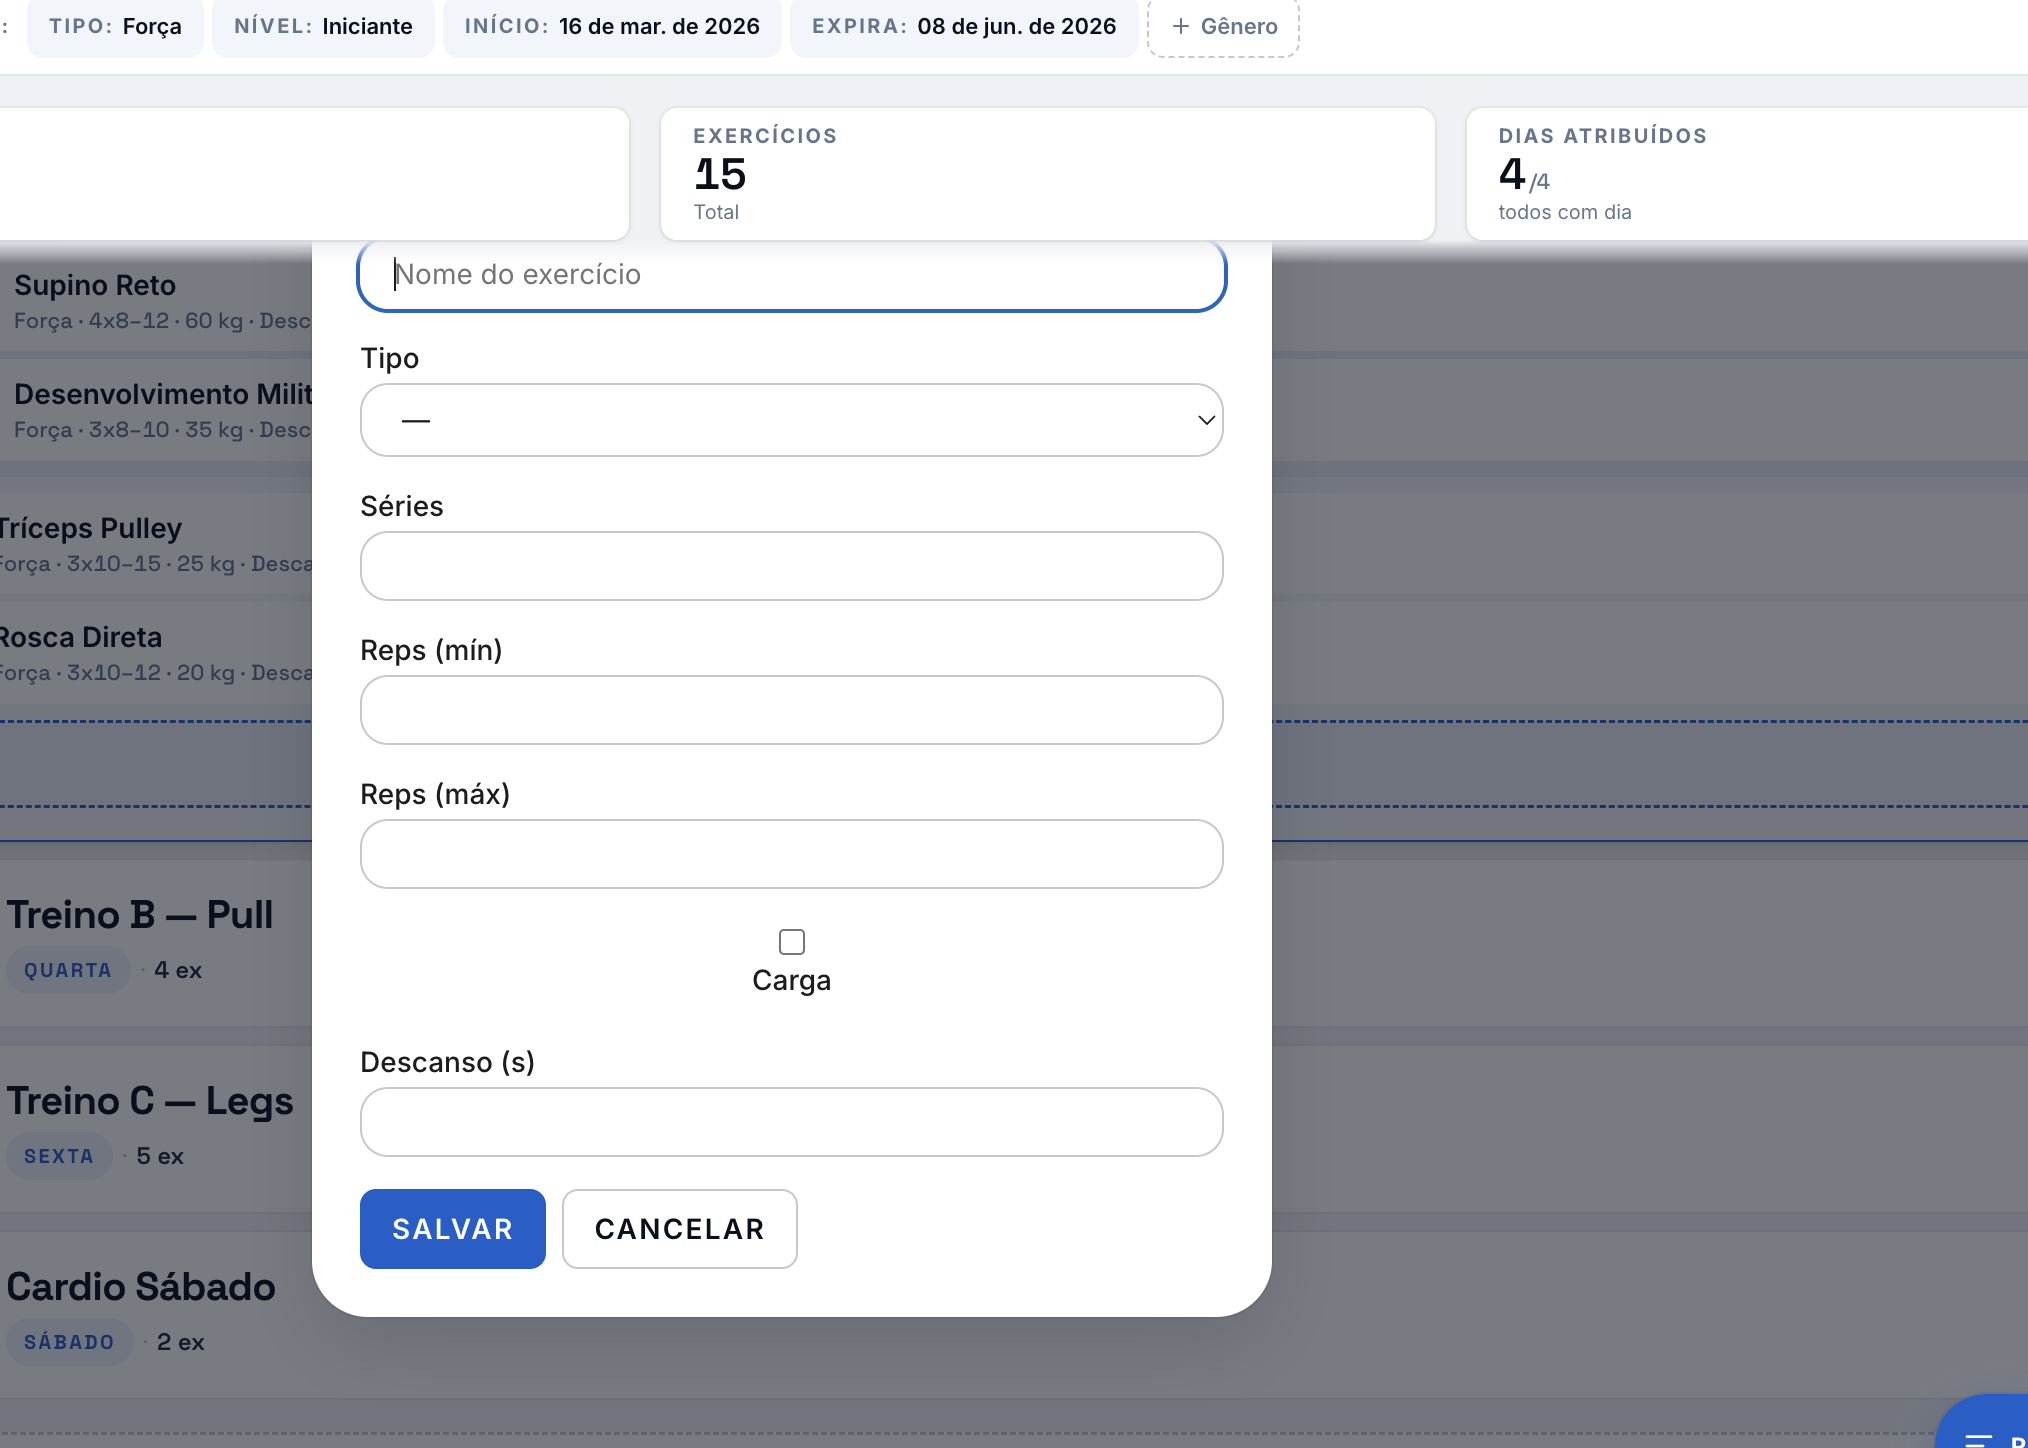 : TIPO: Força NÍVEL: Iniciante INÍCIO: 16 de mar. de 2026 EXPIRA: 08 de jun. de 2026 + Gênero
EXERCÍCIOS
15
Total
DIAS ATRIBUÍDOS
4/4
todos com dia
Supino Reto
Força · 4x8–12 · 60 kg · Desc
Desenvolvimento Milit
Força · 3x8–10 · 35 kg · Desc
Tríceps Pulley
Força · 3x10–15 · 25 kg · Desca
Rosca Direta
Força · 3x10–12 · 20 kg · Desca
Treino B — Pull
QUARTA · 4 ex
Treino C — Legs
SEXTA · 5 ex
Cardio Sábado
SÁBADO · 2 ex
Nome do exercício
Tipo
—
Séries
Reps (mín)
Reps (máx)
Carga
Descanso (s)
SALVAR CANCELAR